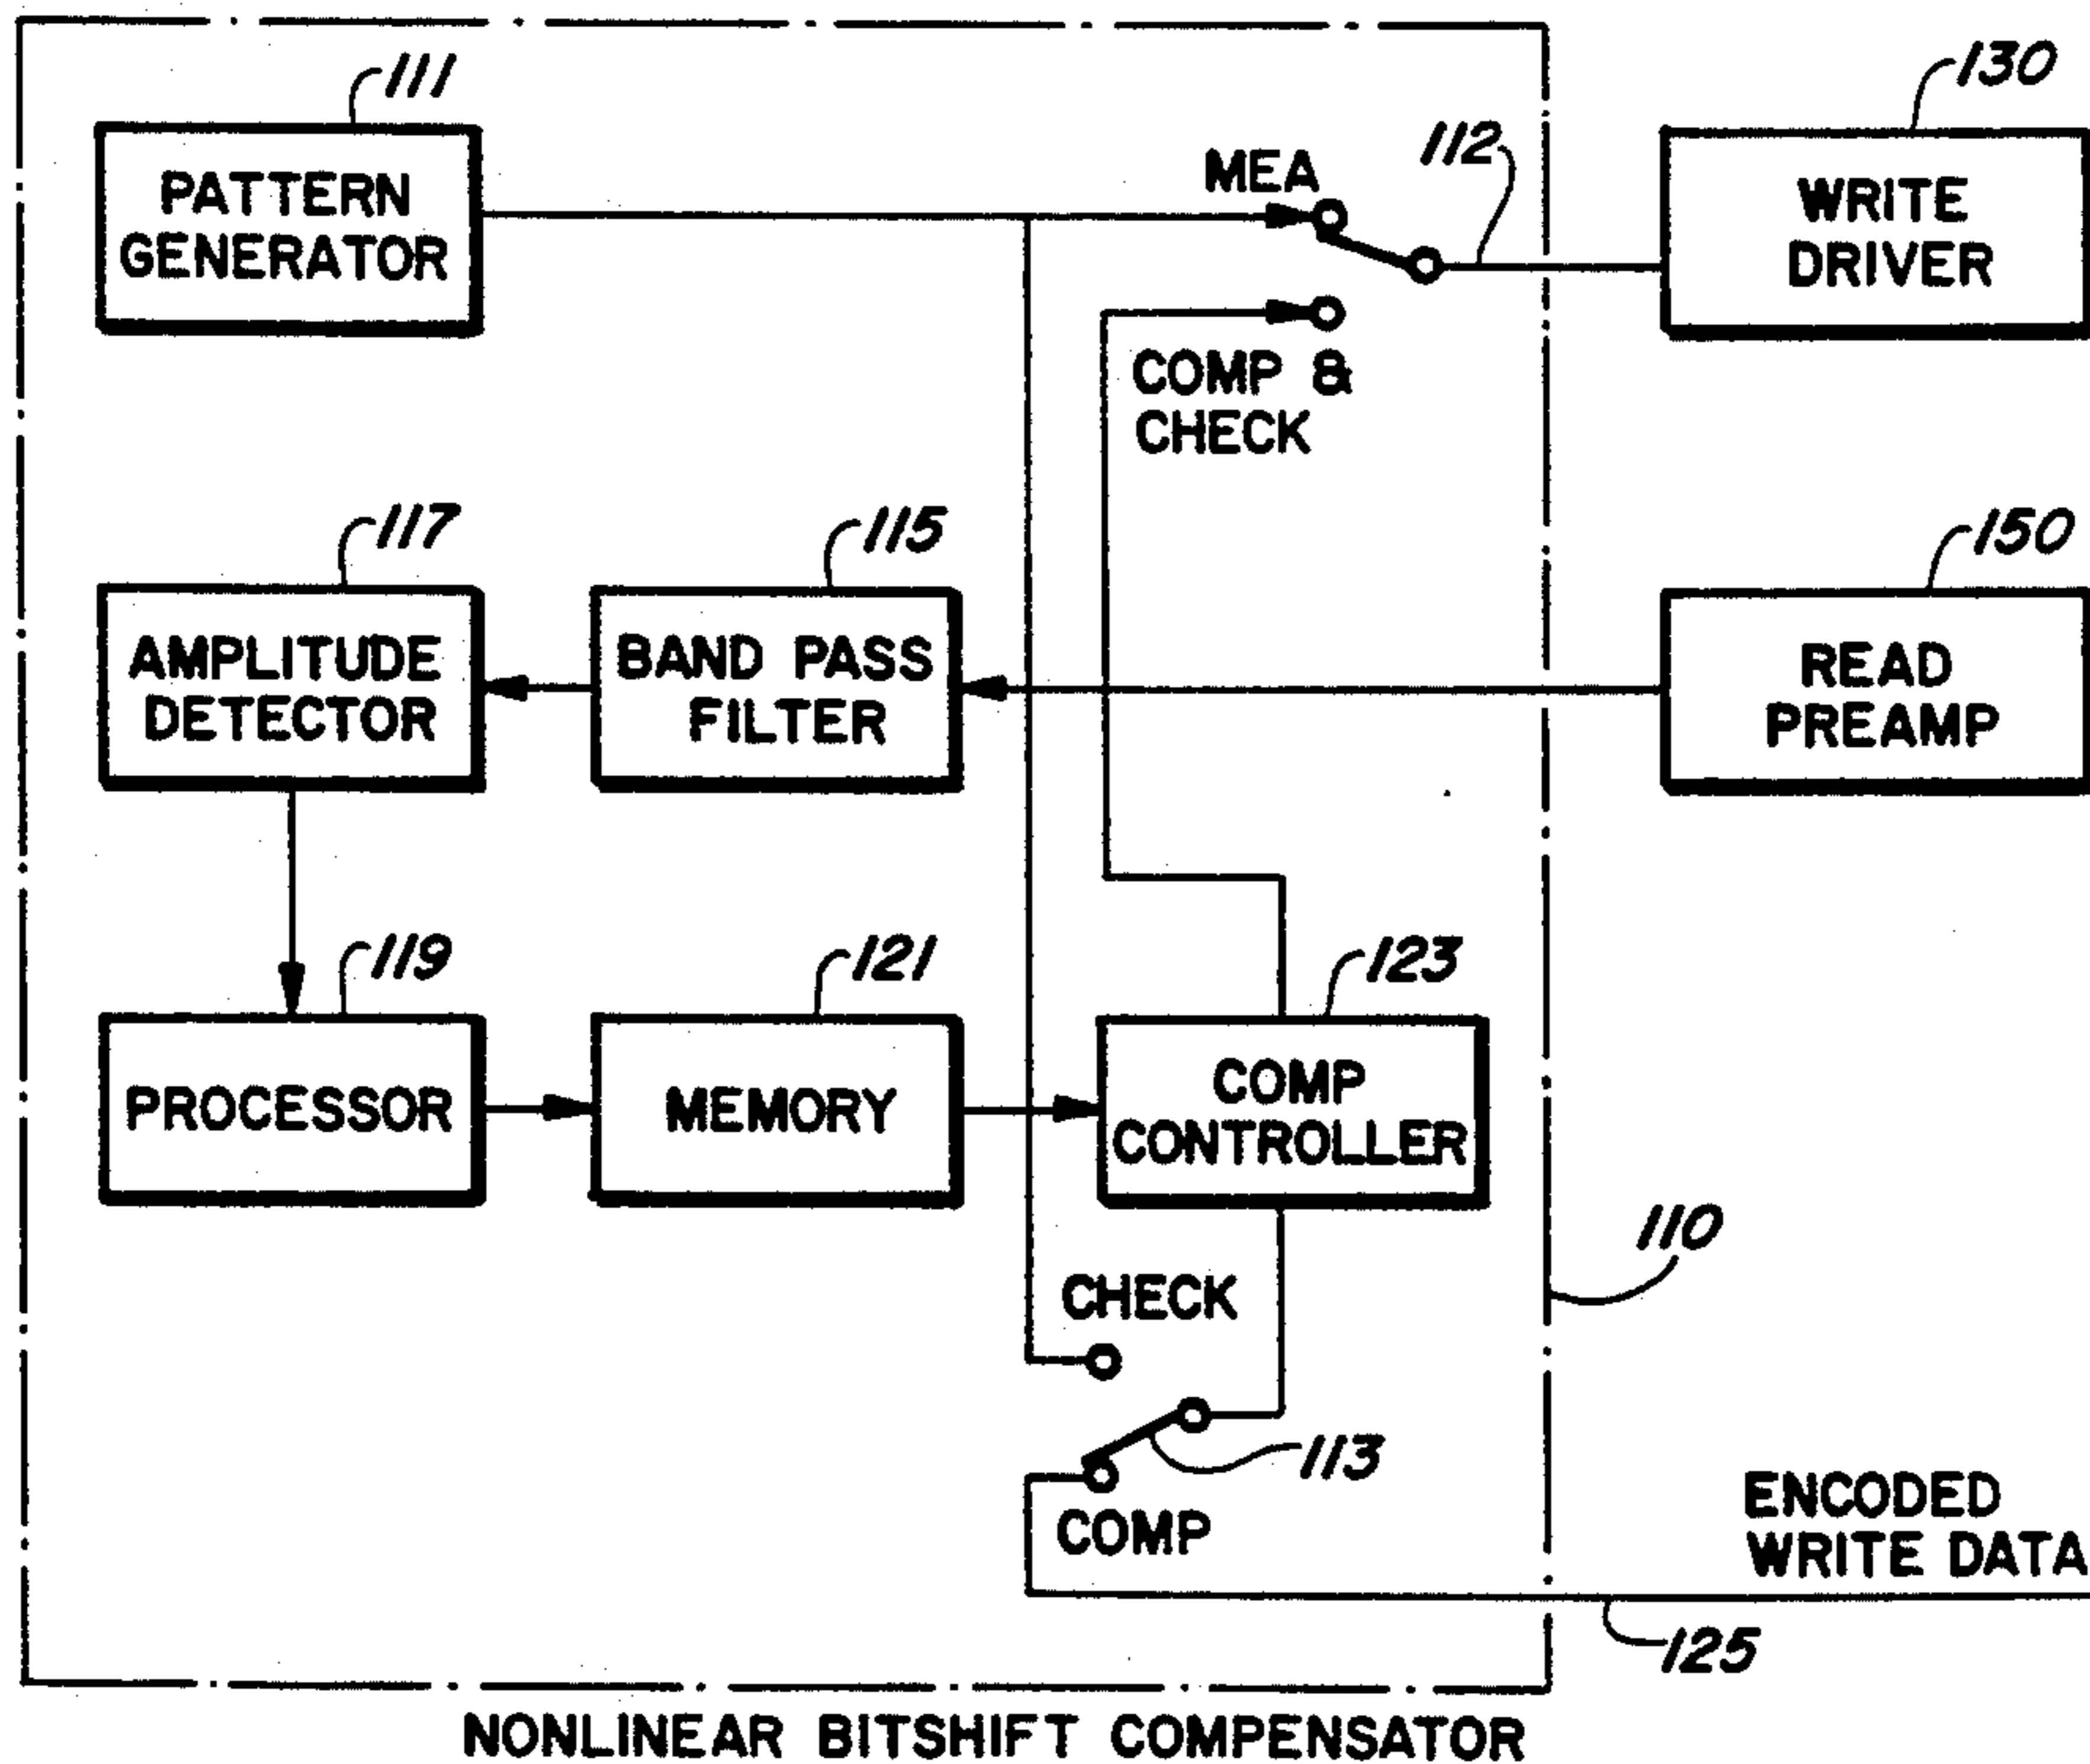 111
130
PATTERN
GENERATOR
MEA
112
WRITE
DRIVER
COMP &
CHECK
117
115
150
AMPLITUDE
DETECTOR
BAND PASS
FILTER
READ
PREAMP
119
121
123
PROCESSOR
MEMORY
COMP
CONTROLLER
110
CHECK
113
COMP
ENCODED
WRITE DATA
125
NONLINEAR BITSHIFT COMPENSATOR